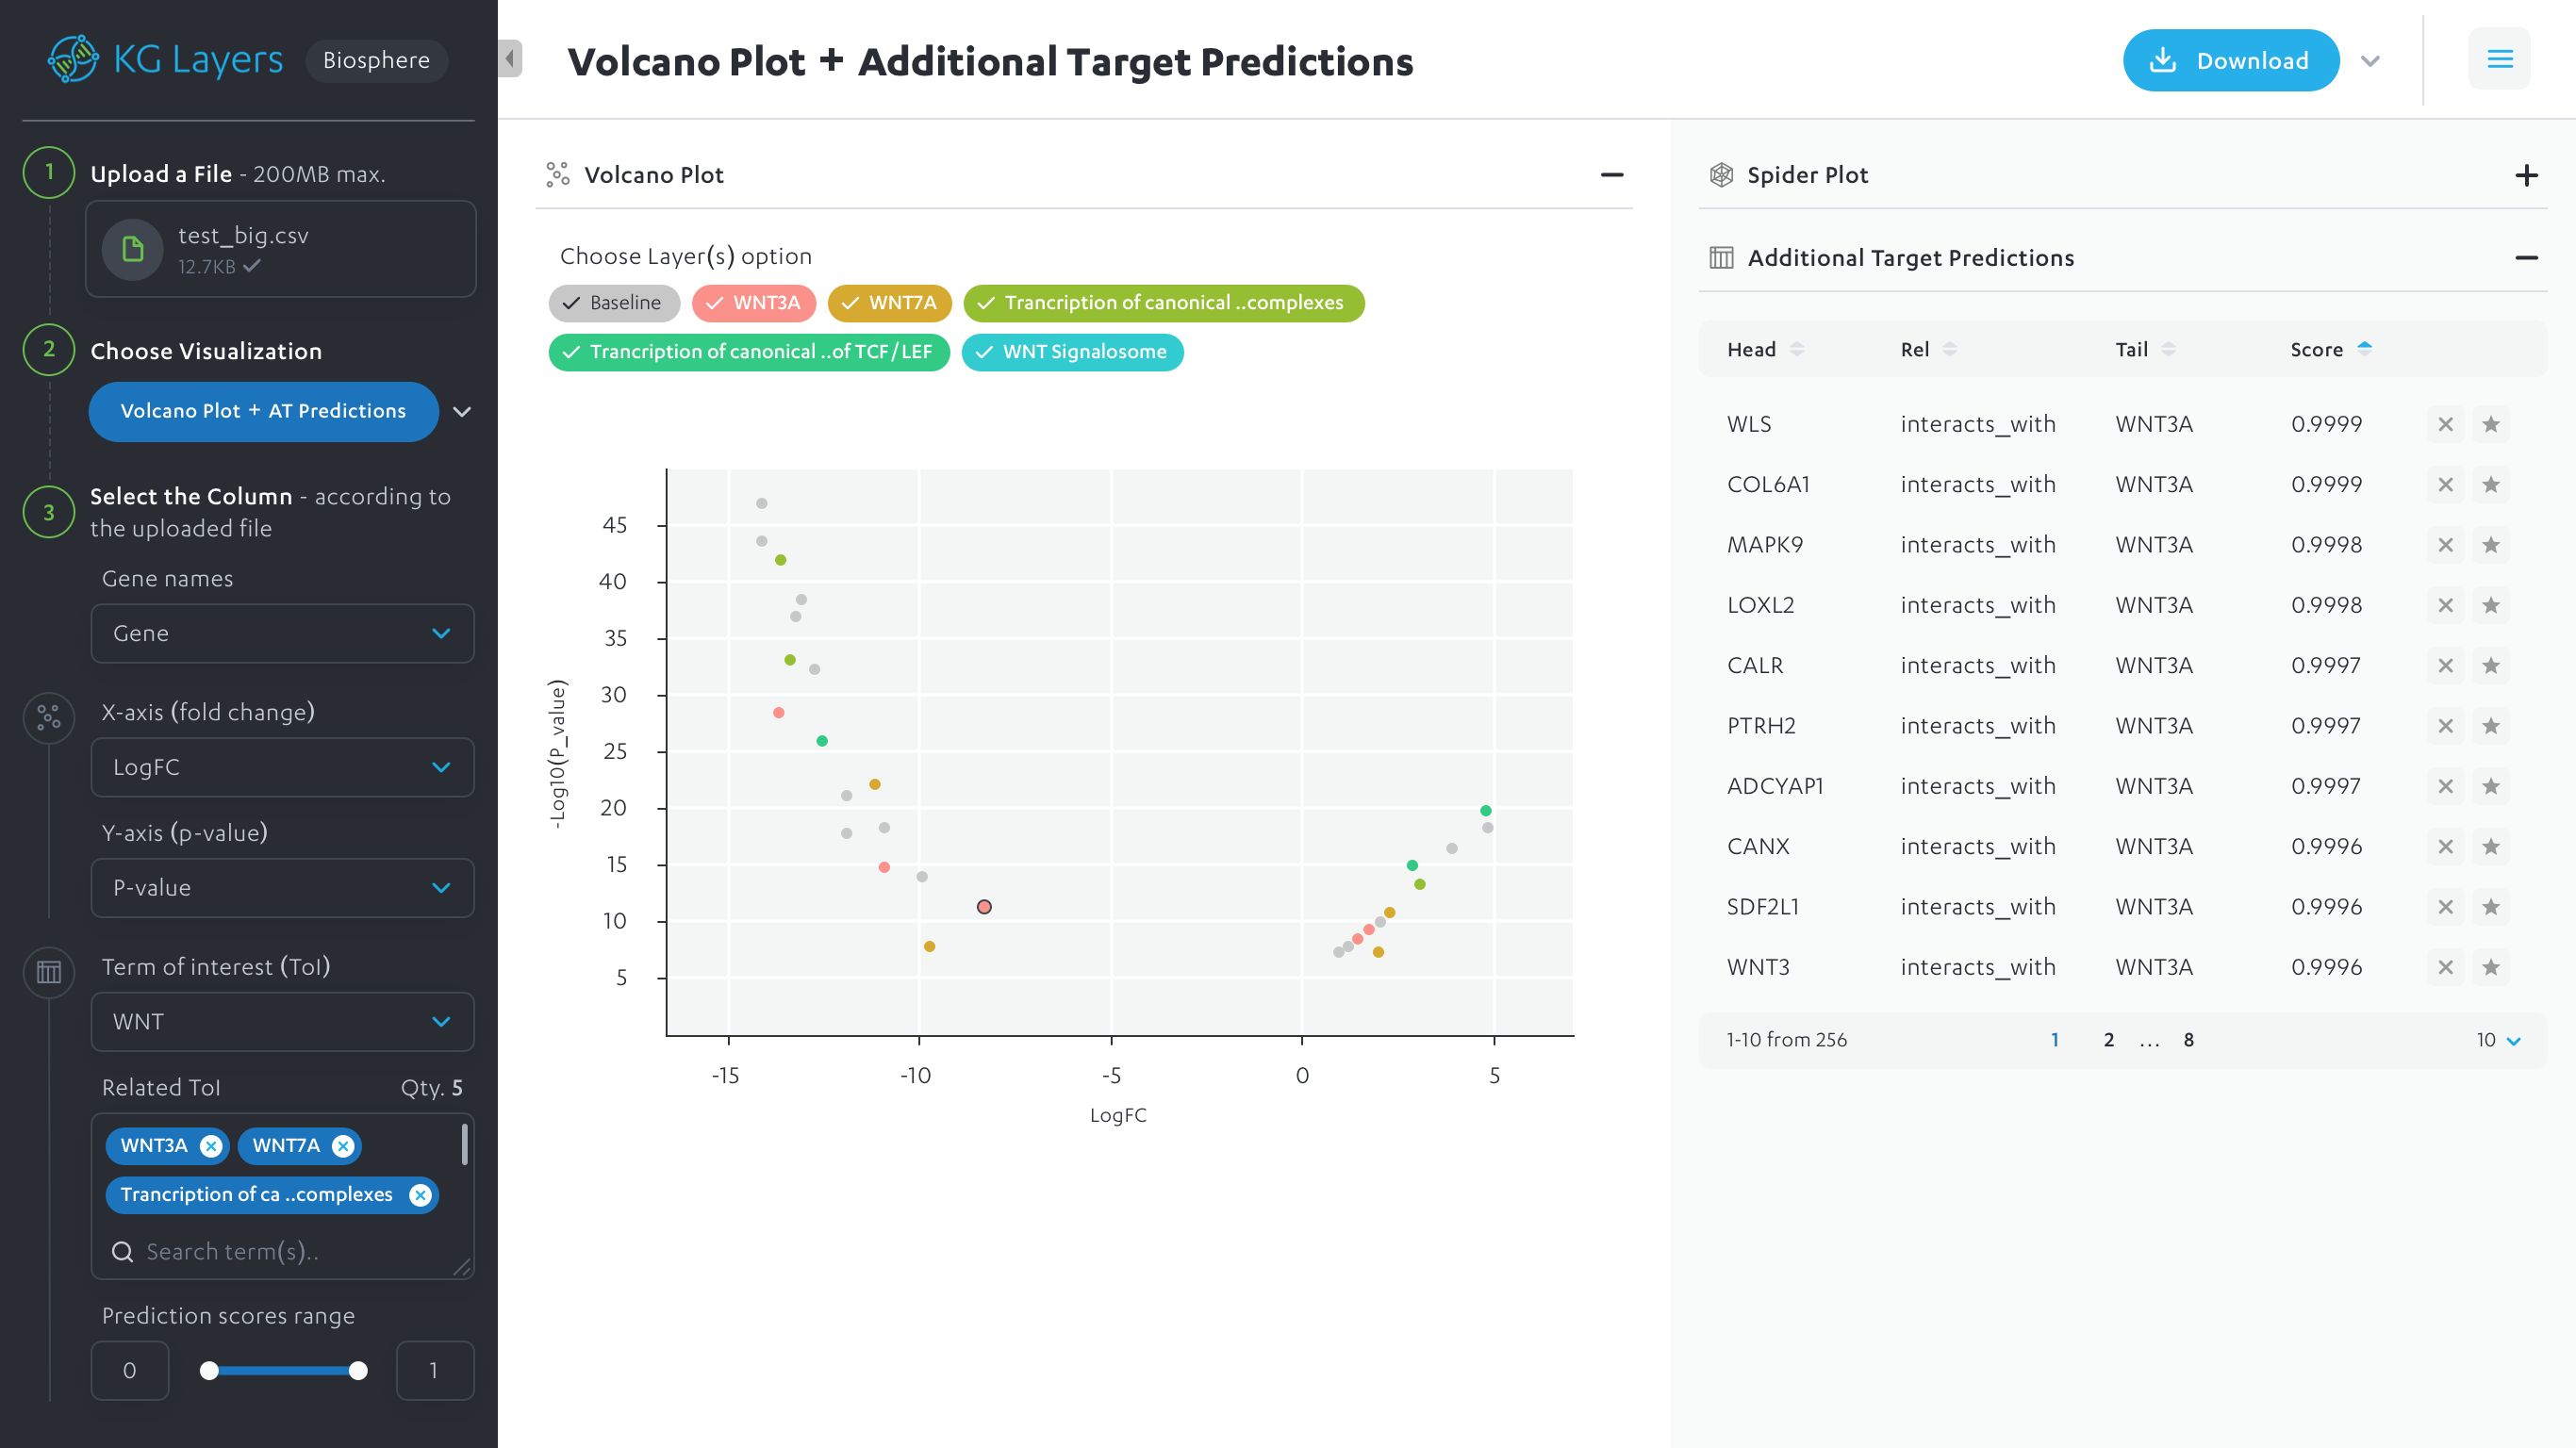 KG Layers
Biosphere
1
Upload a File - 200MB max.
test_big.csv
12.7KB
2
Choose Visualization
Volcano Plot + AT Predictions
3
Select the Column - according to
the uploaded file
Gene names
Gene
X-axis (fold change)
LogFC
Y-axis (p-value)
P-value
Term of interest (ToI)
WNT
Related ToI
Qty. 5
WNT3A
WNT7A
Trancription of ca ..complexes
Search term(s)..
Prediction scores range
0
1
Volcano Plot + Additional Target Predictions
Download
Volcano Plot
Choose Layer(s) option
Baseline
WNT3A
WNT7A
Trancription of canonical ..complexes
Trancription of canonical ..of TCF/LEF
WNT Signalosome
-Log10(P_value)
45
40
35
30
25
20
15
10
5
-15
-10
-5
0
5
LogFC
Spider Plot
Additional Target Predictions
Head Rel Tail Score
WLS interacts_with WNT3A 0.9999
COL6A1 interacts_with WNT3A 0.9999
MAPK9 interacts_with WNT3A 0.9998
LOXL2 interacts_with WNT3A 0.9998
CALR interacts_with WNT3A 0.9997
PTRH2 interacts_with WNT3A 0.9997
ADCYAP1 interacts_with WNT3A 0.9997
CANX interacts_with WNT3A 0.9996
SDF2L1 interacts_with WNT3A 0.9996
WNT3 interacts_with WNT3A 0.9996
1-10 from 256
1 2 ... 8
10